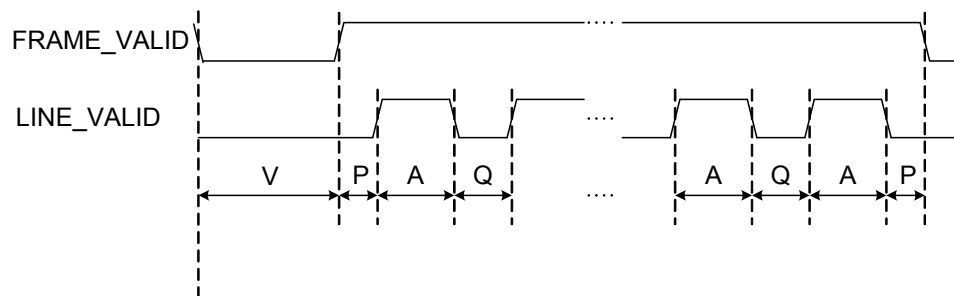 FRAME_VALID
....
LINE_VALID
....
V P A Q .... A Q A P